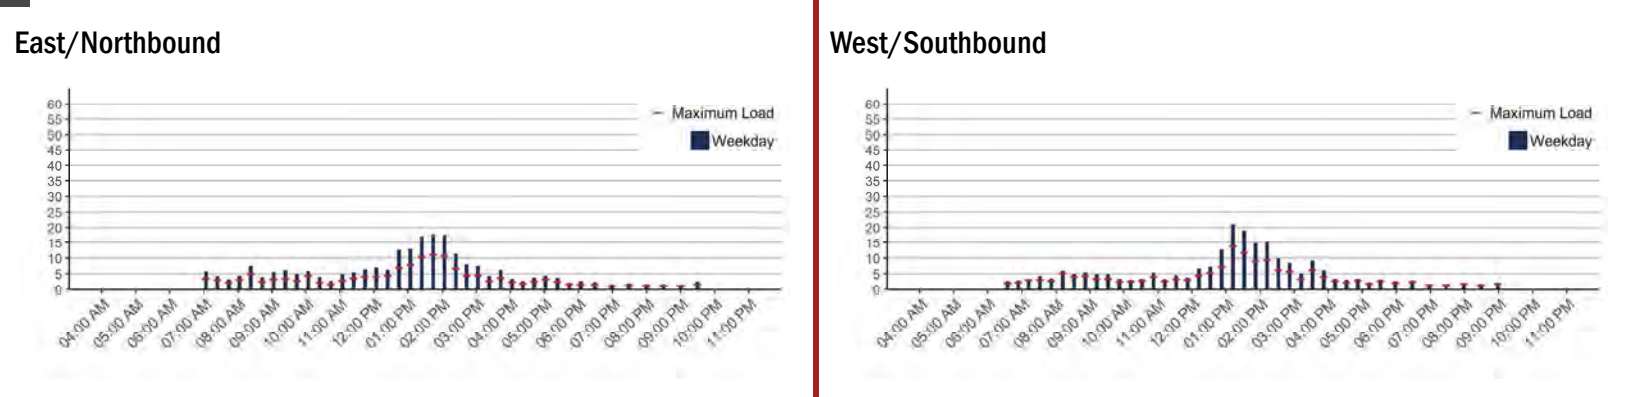 East/Northbound
60
55
50
45
40
35
30
25
20
15
10
5
0
Maximum Load
Weekday
04:00 AM
05:00 AM
06:00 AM
07:00 AM
08:00 AM
09:00 AM
10:00 AM
11:00 AM
12:00 PM
01:00 PM
02:00 PM
03:00 PM
04:00 PM
05:00 PM
06:00 PM
07:00 PM
08:00 PM
09:00 PM
10:00 PM
11:00 PM
West/Southbound
60
55
50
45
40
35
30
25
20
15
10
5
0
Maximum Load
Weekday
04:00 AM
05:00 AM
06:00 AM
07:00 AM
08:00 AM
09:00 AM
10:00 AM
11:00 AM
12:00 PM
01:00 PM
02:00 PM
03:00 PM
04:00 PM
05:00 PM
06:00 PM
07:00 PM
08:00 PM
09:00 PM
10:00 PM
11:00 PM